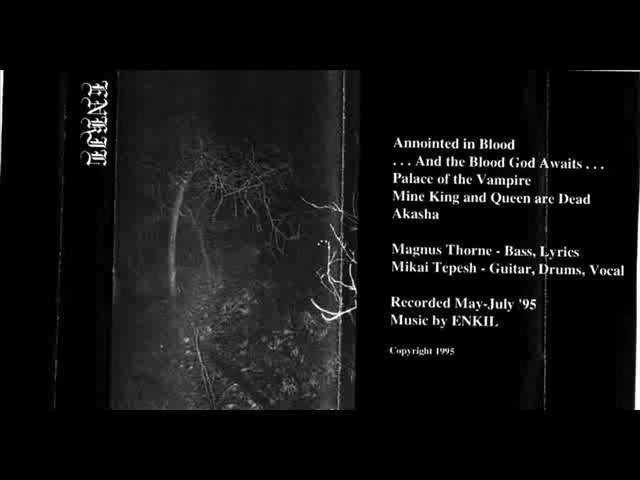 ENKIL
Annointed in Blood
. . . And the Blood God Awaits . . .
Palace of the Vampire
Mine King and Queen are Dead
Akasha
Magnus Thorne - Bass, Lyrics
Mikai Tepesh - Guitar, Drums, Vocal
Recorded May-July '95
Music by ENKIL
Copyright 1995